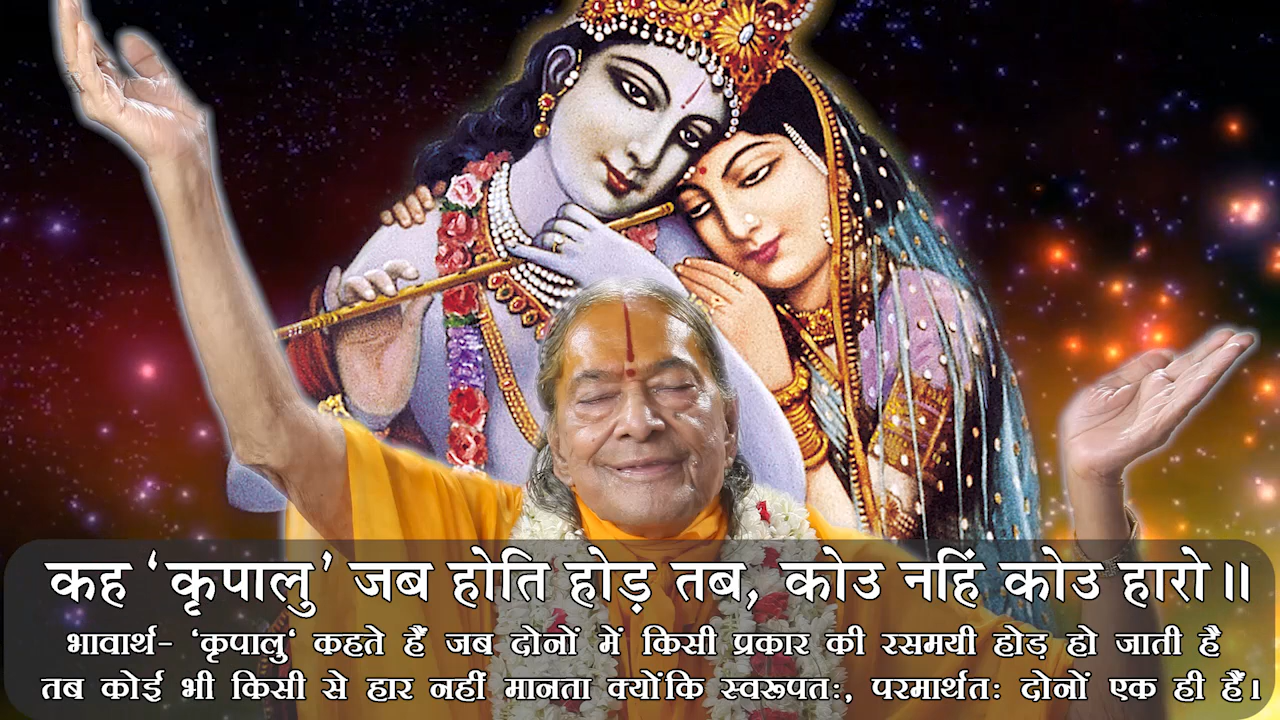 कह ‘कृपालु’ जब होति होड़ तब, कोउ नहिं कोउ हारो॥
भावार्थ- ‘कृपालु‘ कहते हैं जब दोनों में किसी प्रकार की रसमयी होड़ हो जाती है
तब कोई भी किसी से हार नहीं मानता क्योंकि स्वरूपतः, परमार्थतः दोनों एक ही हैं।